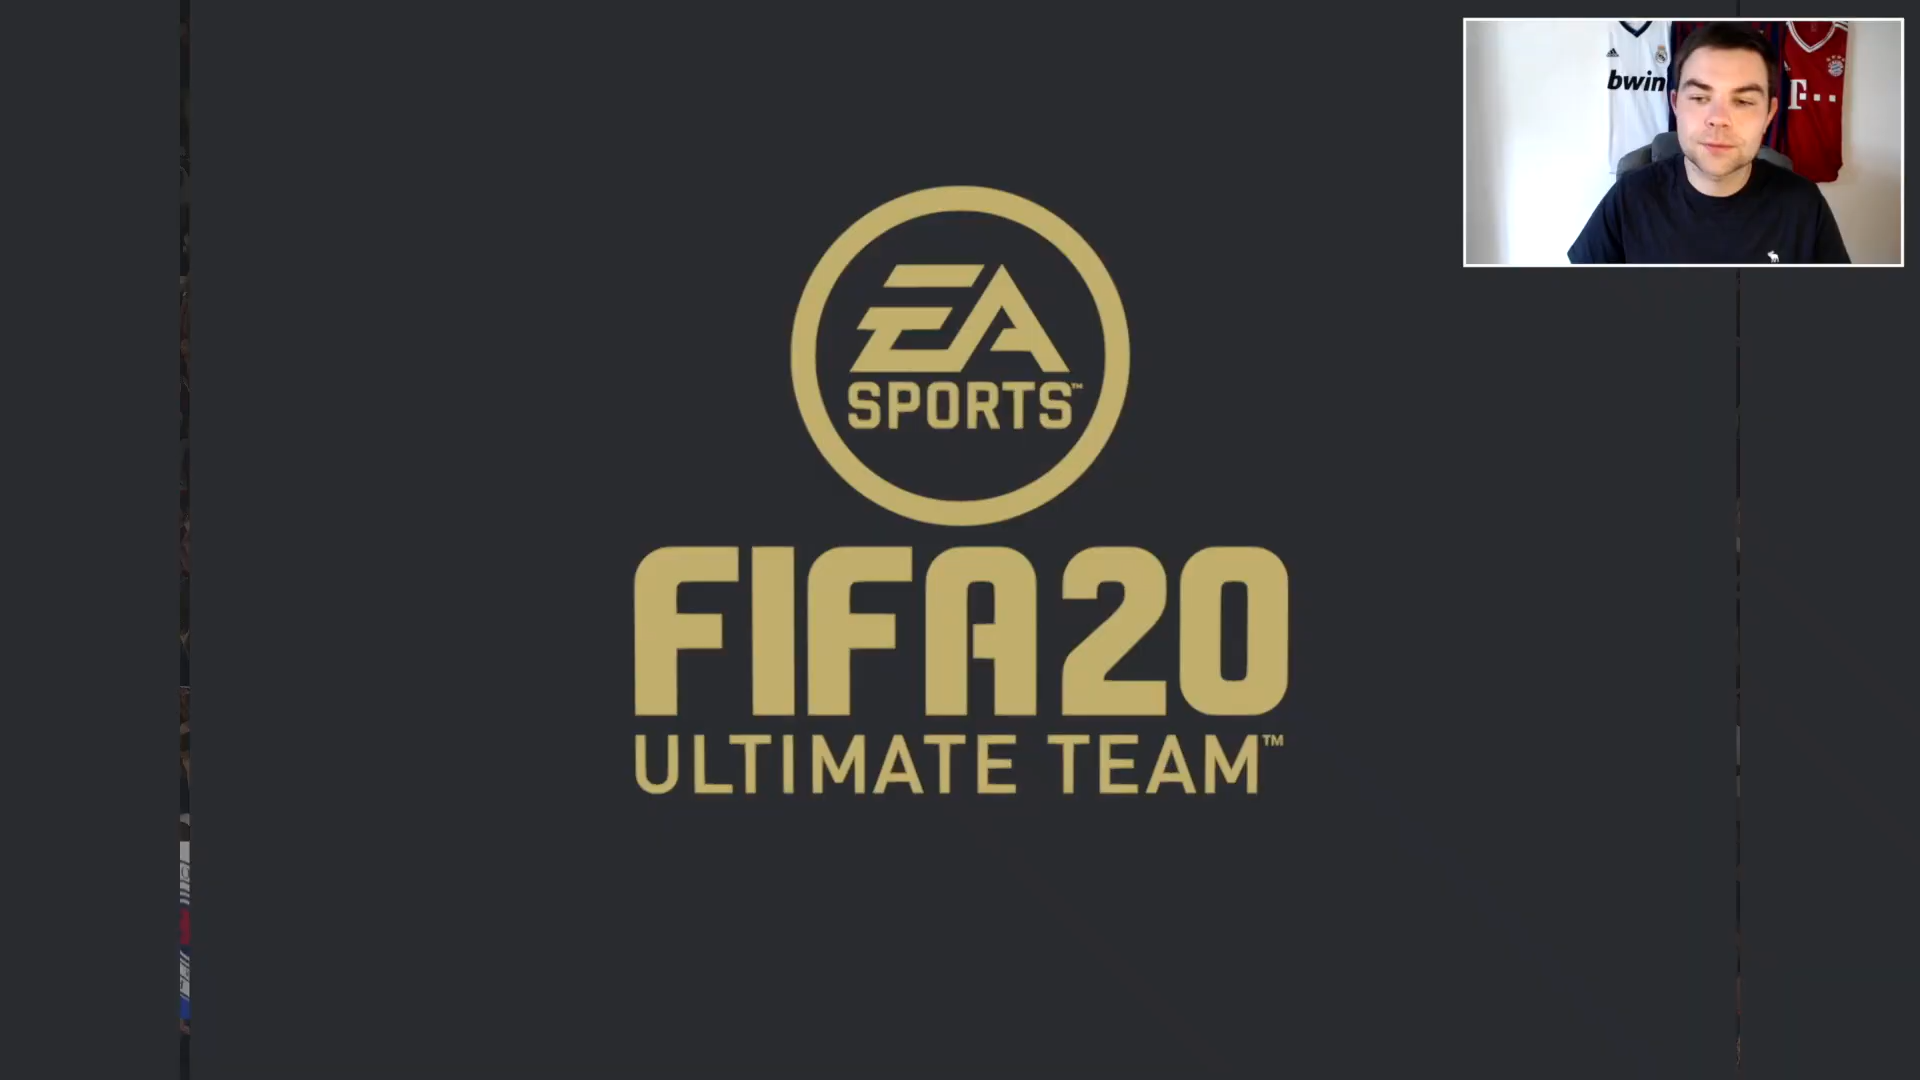 bwin
T..
EA
SPORTS™
FIFA20
ULTIMATE TEAM™